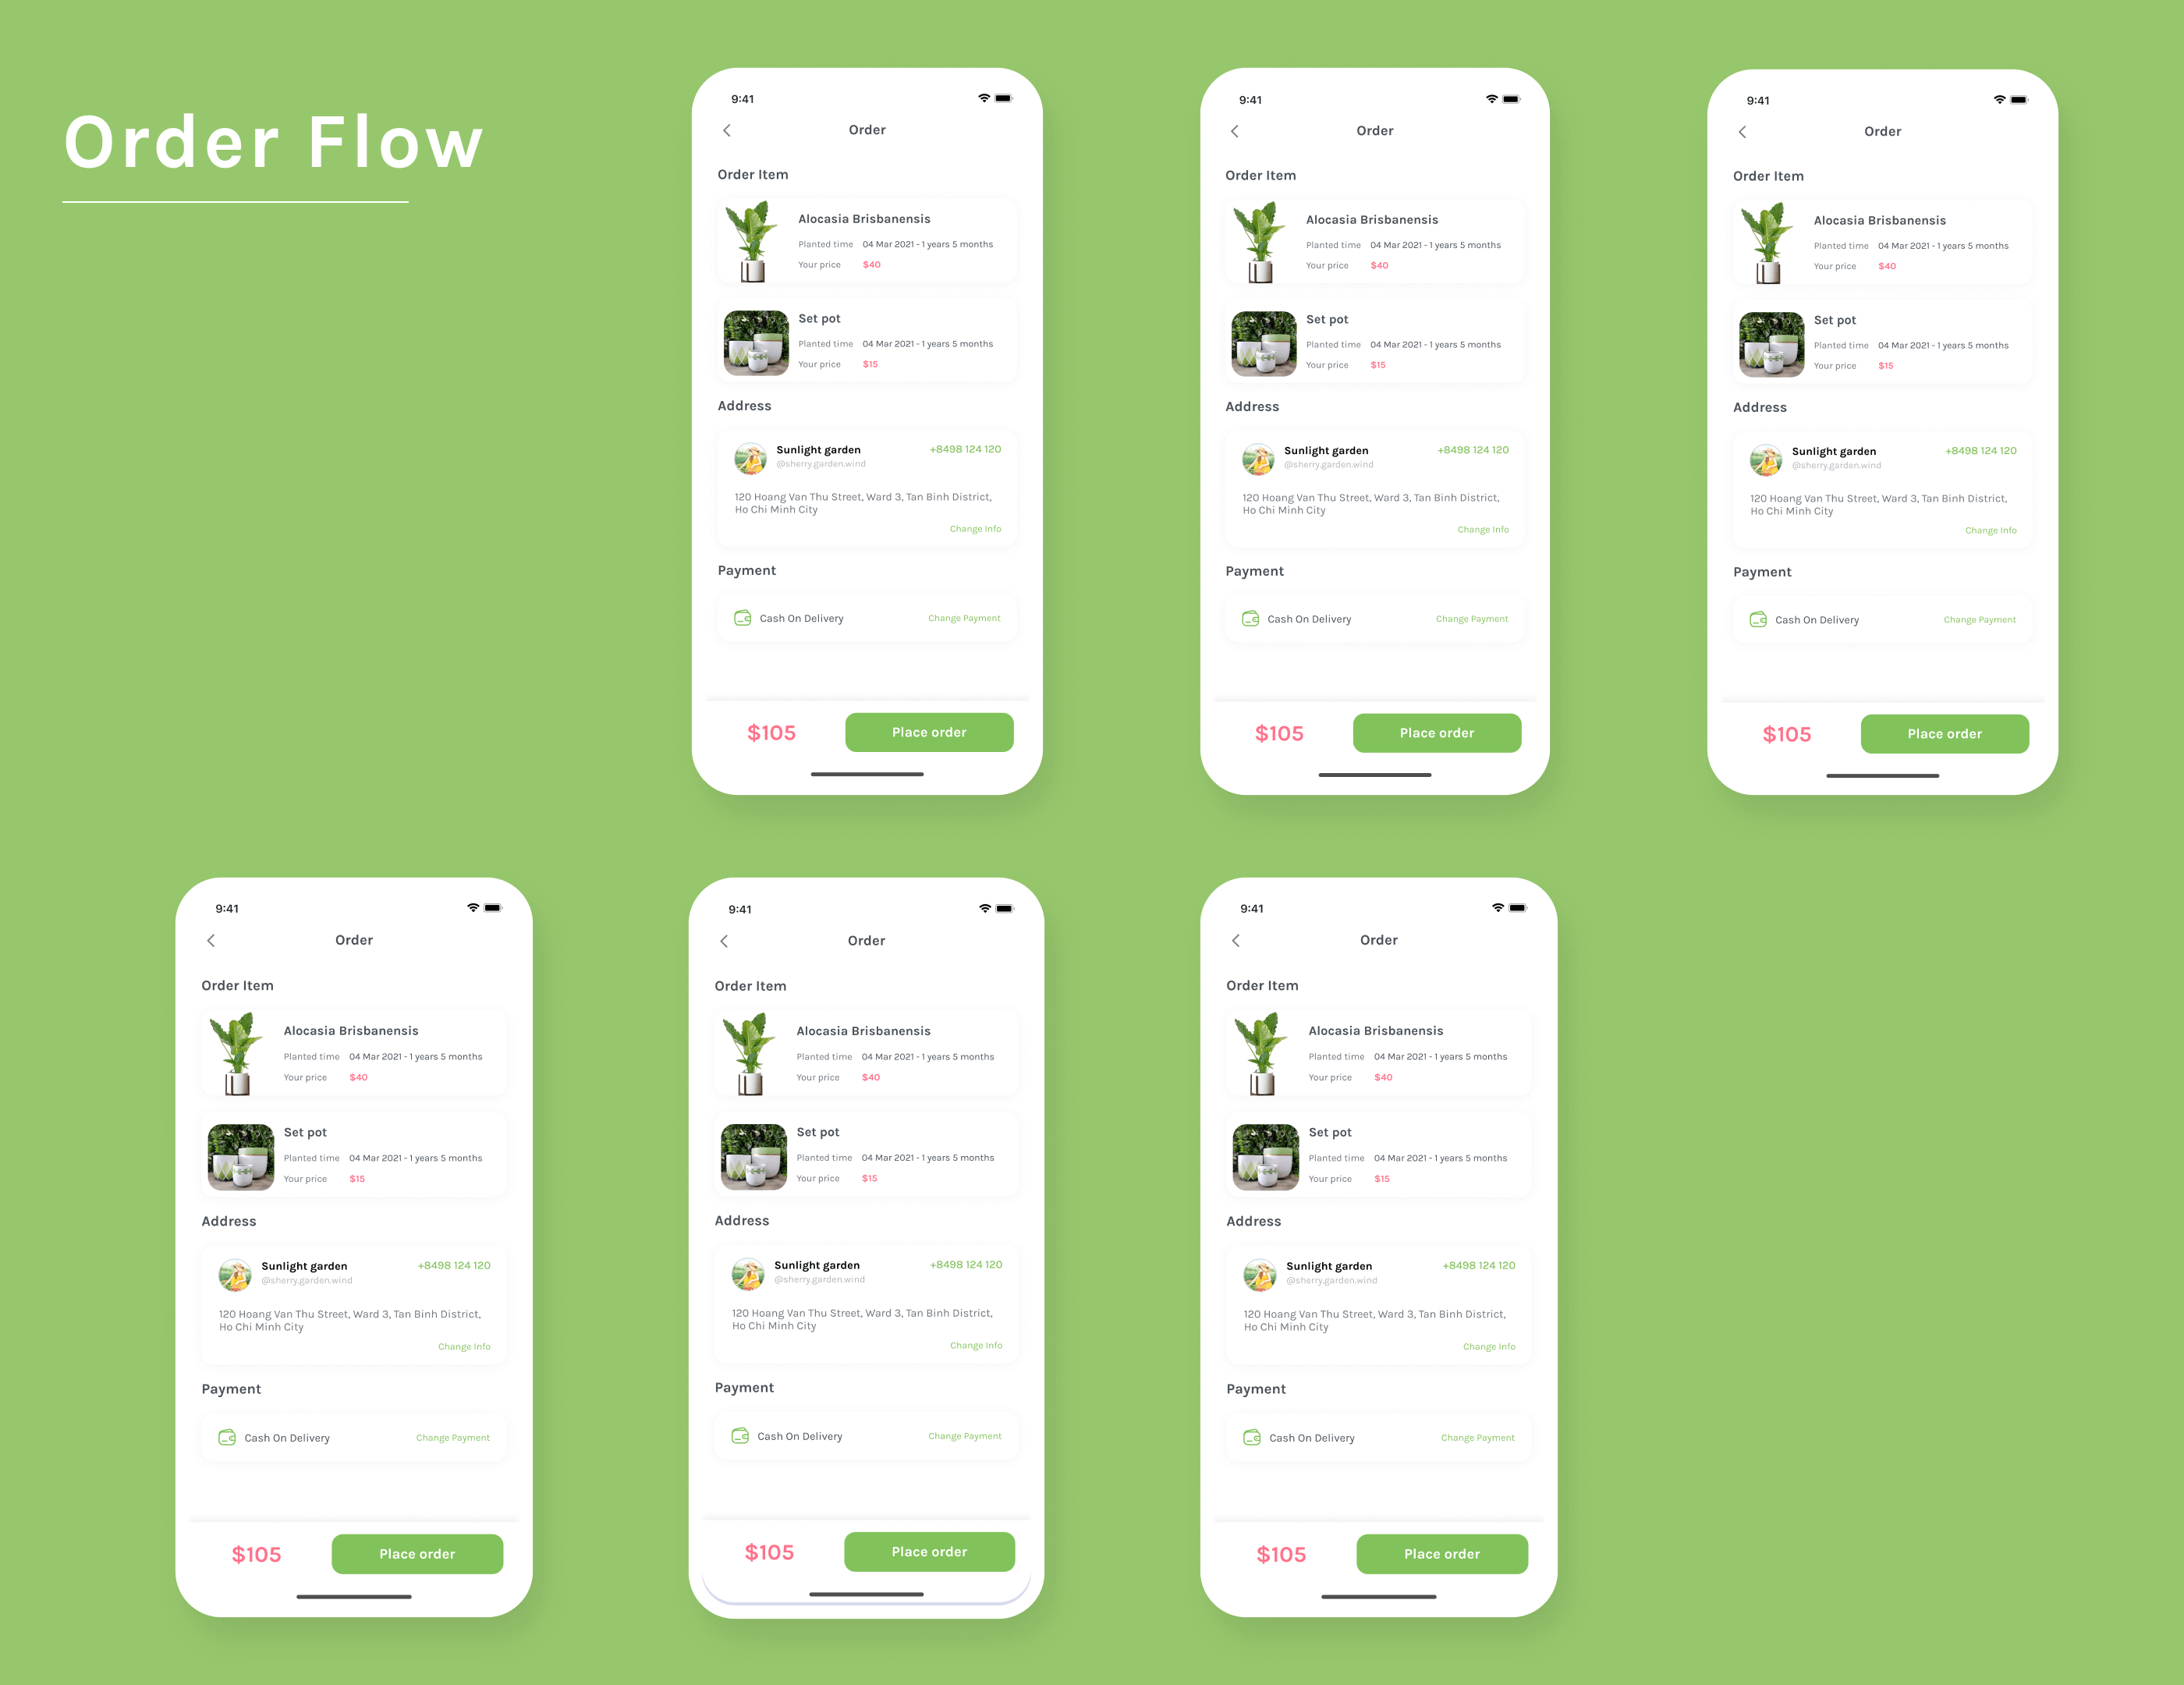 Order Flow
9:41
Order
Order Item
Alocasia Brisbanensis
Planted time 04 Mar 2021 - 1 years 5 months
Your price $40
Set pot
Planted time 04 Mar 2021 - 1 years 5 months
Your price $15
Address
Sunlight garden +8498 124 120
@sherry.garden.wind
120 Hoang Van Thu Street, Ward 3, Tan Binh District,
Ho Chi Minh City
Change Info
Payment
Cash On Delivery Change Payment
$105 Place order
9:41
Order
Order Item
Alocasia Brisbanensis
Planted time 04 Mar 2021 - 1 years 5 months
Your price $40
Set pot
Planted time 04 Mar 2021 - 1 years 5 months
Your price $15
Address
Sunlight garden +8498 124 120
@sherry.garden.wind
120 Hoang Van Thu Street, Ward 3, Tan Binh District,
Ho Chi Minh City
Change Info
Payment
Cash On Delivery Change Payment
$105 Place order
9:41
Order
Order Item
Alocasia Brisbanensis
Planted time 04 Mar 2021 - 1 years 5 months
Your price $40
Set pot
Planted time 04 Mar 2021 - 1 years 5 months
Your price $15
Address
Sunlight garden +8498 124 120
@sherry.garden.wind
120 Hoang Van Thu Street, Ward 3, Tan Binh District,
Ho Chi Minh City
Change Info
Payment
Cash On Delivery Change Payment
$105 Place order
9:41
Order
Order Item
Alocasia Brisbanensis
Planted time 04 Mar 2021 - 1 years 5 months
Your price $40
Set pot
Planted time 04 Mar 2021 - 1 years 5 months
Your price $15
Address
Sunlight garden +8498 124 120
@sherry.garden.wind
120 Hoang Van Thu Street, Ward 3, Tan Binh District,
Ho Chi Minh City
Change Info
Payment
Cash On Delivery Change Payment
$105 Place order
9:41
Order
Order Item
Alocasia Brisbanensis
Planted time 04 Mar 2021 - 1 years 5 months
Your price $40
Set pot
Planted time 04 Mar 2021 - 1 years 5 months
Your price $15
Address
Sunlight garden +8498 124 120
@sherry.garden.wind
120 Hoang Van Thu Street, Ward 3, Tan Binh District,
Ho Chi Minh City
Change Info
Payment
Cash On Delivery Change Payment
$105 Place order
9:41
Order
Order Item
Alocasia Brisbanensis
Planted time 04 Mar 2021 - 1 years 5 months
Your price $40
Set pot
Planted time 04 Mar 2021 - 1 years 5 months
Your price $15
Address
Sunlight garden +8498 124 120
@sherry.garden.wind
120 Hoang Van Thu Street, Ward 3, Tan Binh District,
Ho Chi Minh City
Change Info
Payment
Cash On Delivery Change Payment
$105 Place order